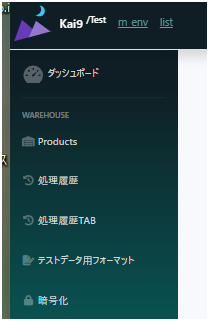 Kai9 /Test m_env list
ダッシュボード
WAREHOUSE
Products
処理履歴
処理履歴TAB
テストデータ用フォーマット
暗号化